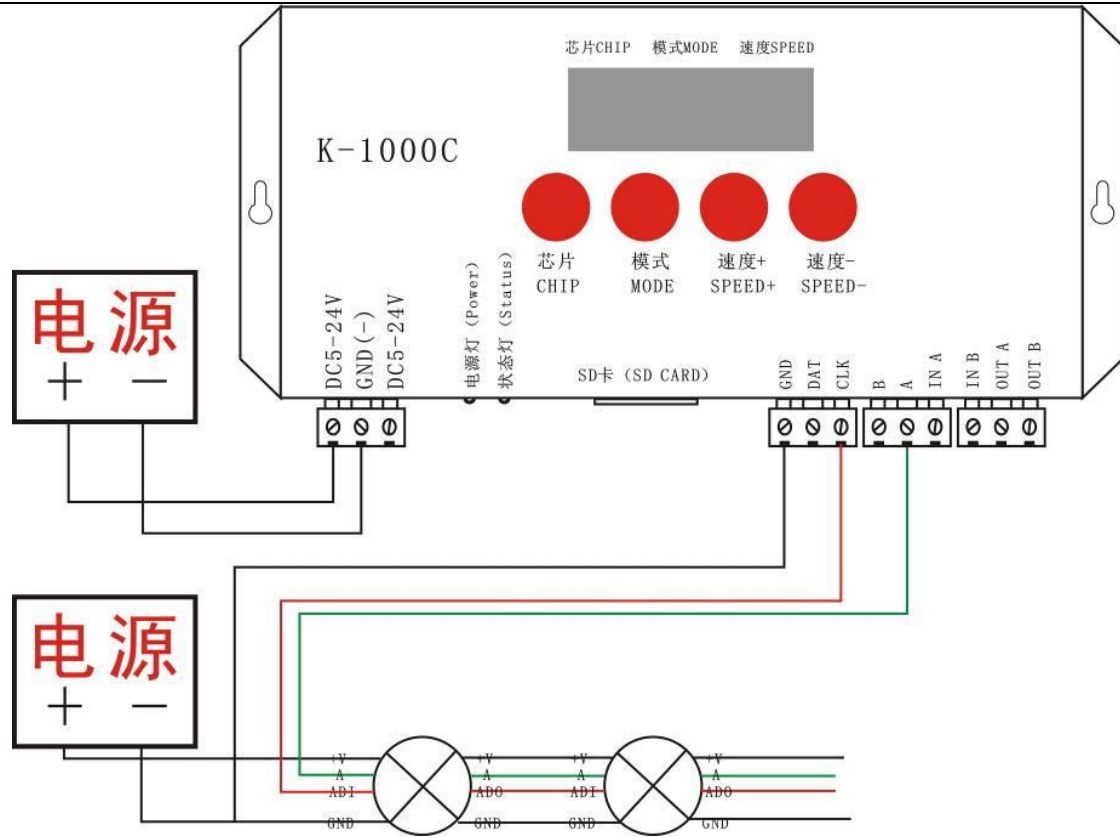 芯片CHIP 模式MODE 速度SPEED
K-1000C
芯片 模式 速度+ 速度-
CHIP MODE SPEED+ SPEED-
电源
+ −
DC5-24V
GND(-)
DC5-24V
电源灯 (Power)
状态灯 (Status)
SD卡 (SD CARD)
GND
DAT
CLK
B
A
IN A
IN B
OUT A
OUT B
电源
+ −
+V +V +V +V
A A A A
ADI ADO ADI ADO
GND GND GND GND